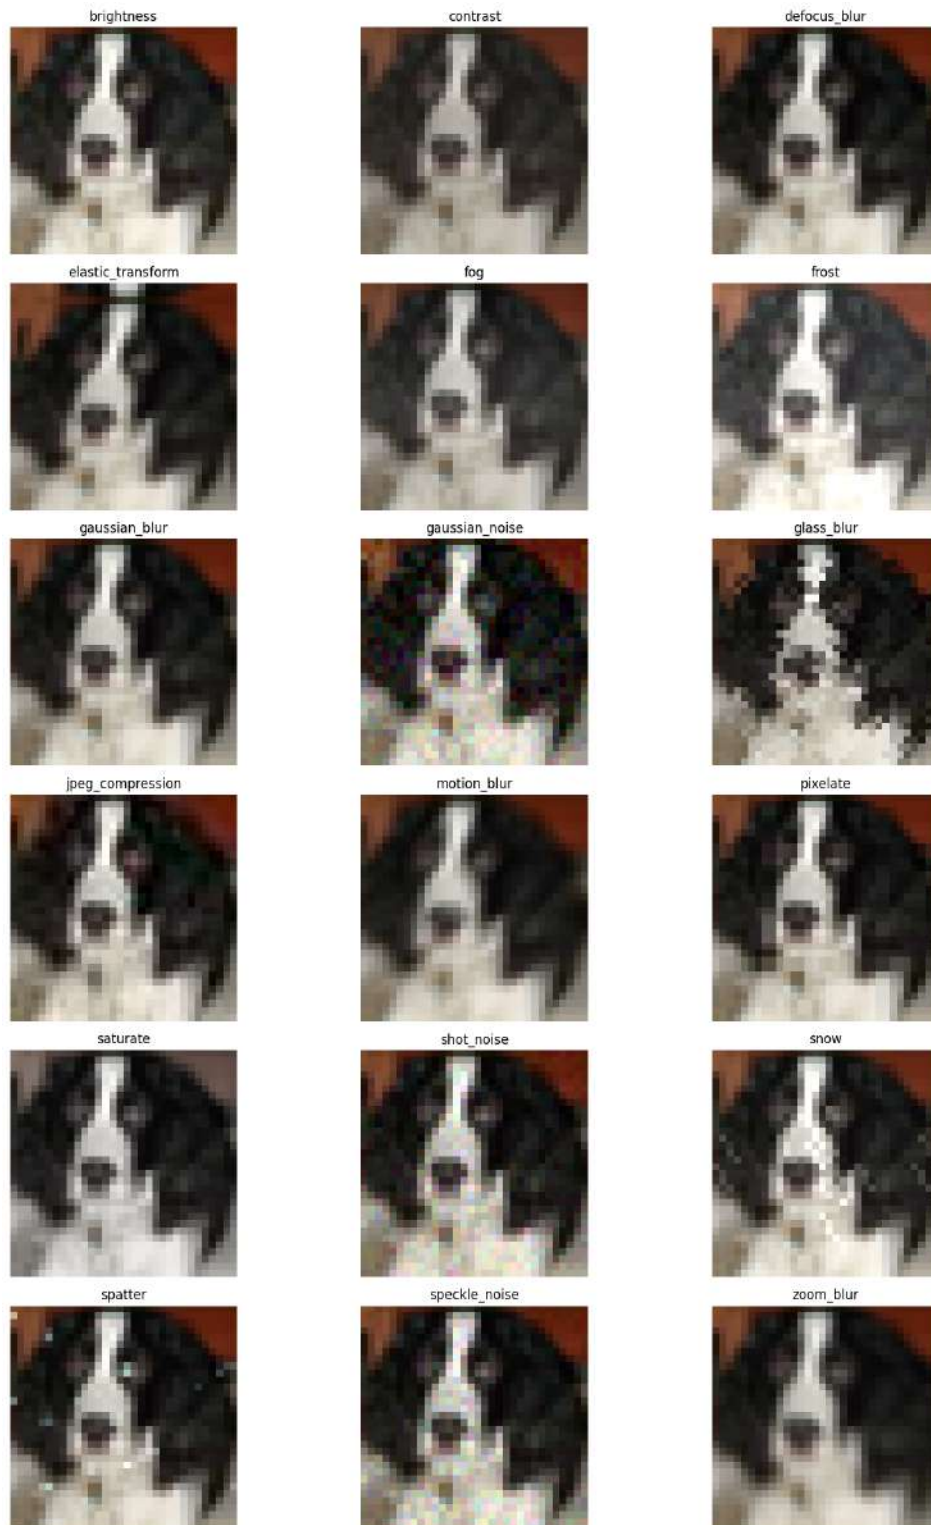 brightness contrast defocus_blur
elastic_transform fog frost
gaussian_blur gaussian_noise glass_blur
jpeg_compression motion_blur pixelate
saturate shot_noise snow
spatter speckle_noise zoom_blur